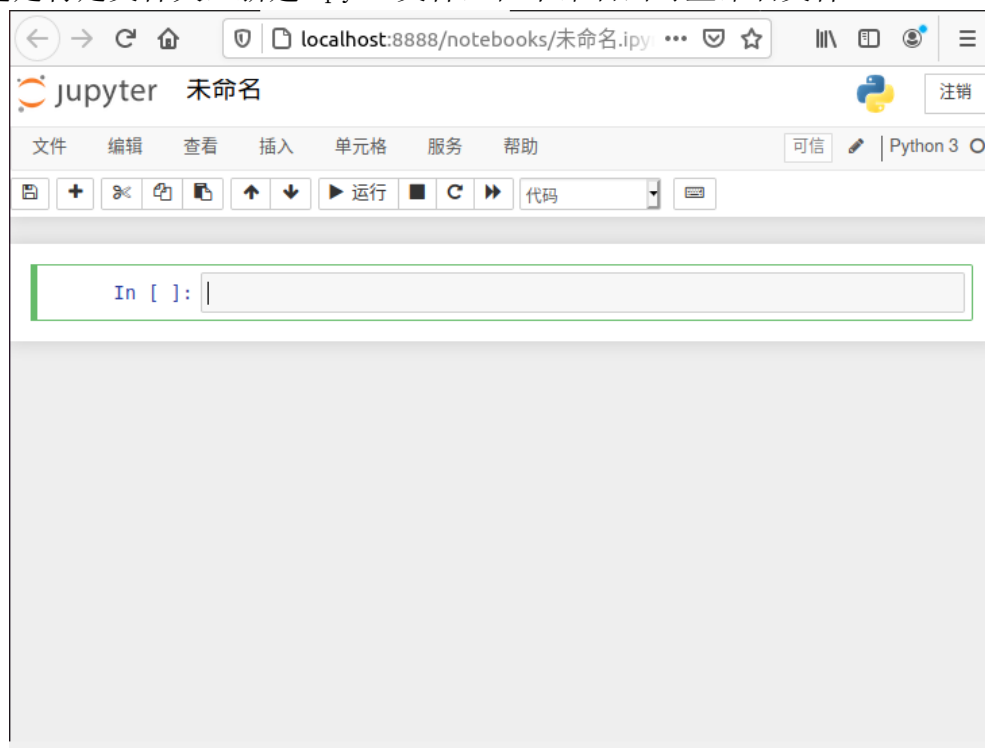 localhost:8888/notebooks/未命名.ipy
jupyter 未命名 注销
文件 编辑 查看 插入 单元格 服务 帮助 可信 Python 3
运行 代码
In [ ]: